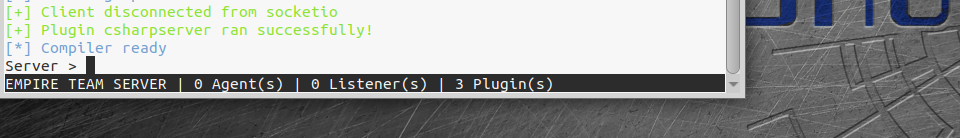 [+] Client disconnected from socketio
[+] Plugin csharpserver ran successfully!
[*] Compiler ready
Server >
EMPIRE TEAM SERVER | 0 Agent(s) | 0 Listener(s) | 3 Plugin(s)